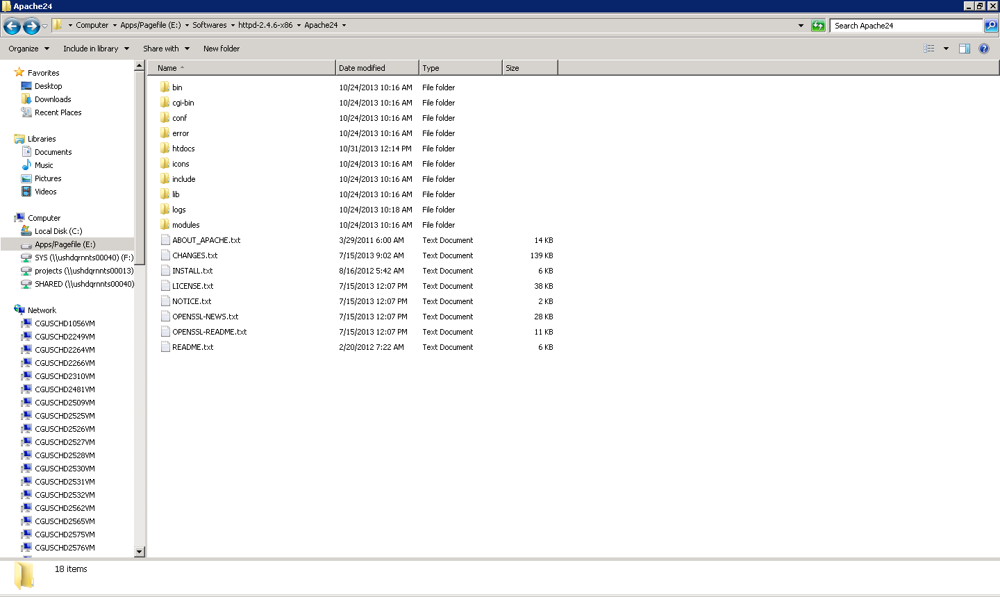 Apache24
Computer Apps/Pagefile (E:) Softwares httpd-2.4.6-x86 Apache24
Search Apache24
Organize Include in library Share with New folder
Favorites
Desktop
Downloads
Recent Places
Libraries
Documents
Music
Pictures
Videos
Computer
Local Disk (C:)
Apps/Pagefile (E:)
SYS (\\ushdqrnnts00040) (F:)
projects (\\ushdqrnnts00013)
SHARED (\\ushdqrnnts00040)
Network
CGUSCHD1056VM
CGUSCHD2249VM
CGUSCHD2264VM
CGUSCHD2266VM
CGUSCHD2310VM
CGUSCHD2481VM
CGUSCHD2509VM
CGUSCHD2525VM
CGUSCHD2526VM
CGUSCHD2527VM
CGUSCHD2528VM
CGUSCHD2530VM
CGUSCHD2531VM
CGUSCHD2532VM
CGUSCHD2562VM
CGUSCHD2565VM
CGUSCHD2575VM
CGUSCHD2576VM
Name Date modified Type Size
bin 10/24/2013 10:16 AM File folder
cgi-bin 10/24/2013 10:16 AM File folder
conf 10/24/2013 10:16 AM File folder
error 10/24/2013 10:16 AM File folder
htdocs 10/31/2013 12:14 PM File folder
icons 10/24/2013 10:16 AM File folder
include 10/24/2013 10:16 AM File folder
lib 10/24/2013 10:16 AM File folder
logs 10/24/2013 10:18 AM File folder
modules 10/24/2013 10:16 AM File folder
ABOUT_APACHE.txt 3/29/2011 6:00 AM Text Document 14 KB
CHANGES.txt 7/15/2013 9:02 AM Text Document 139 KB
INSTALL.txt 8/16/2012 5:42 AM Text Document 6 KB
LICENSE.txt 7/15/2013 12:07 PM Text Document 38 KB
NOTICE.txt 7/15/2013 12:07 PM Text Document 2 KB
OPENSSL-NEWS.txt 7/15/2013 12:07 PM Text Document 28 KB
OPENSSL-README.txt 7/15/2013 12:07 PM Text Document 11 KB
README.txt 2/20/2012 7:22 AM Text Document 6 KB
18 items